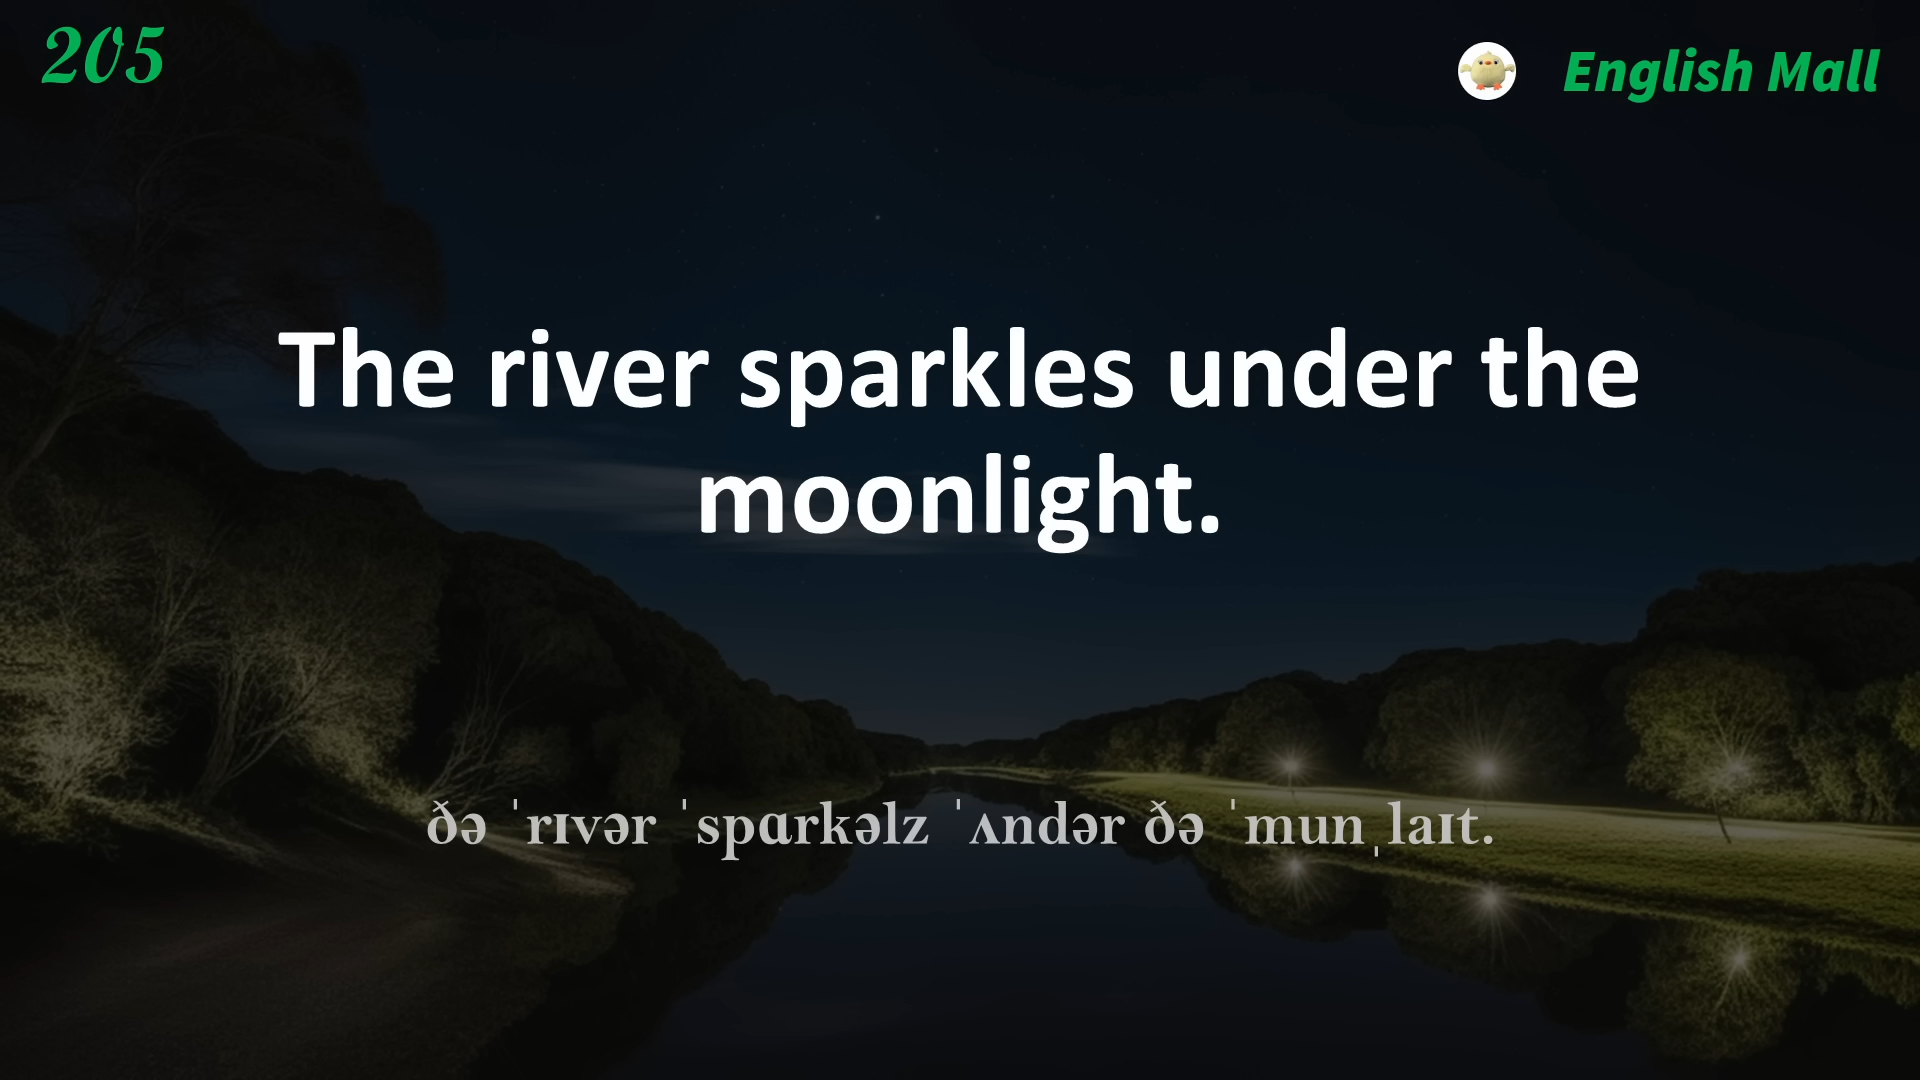 205
English Mall
The river sparkles under the
moonlight.
ðə ˈrɪvər ˈspɑrkəlz ˈʌndər ðə ˈmunˌlaɪt.